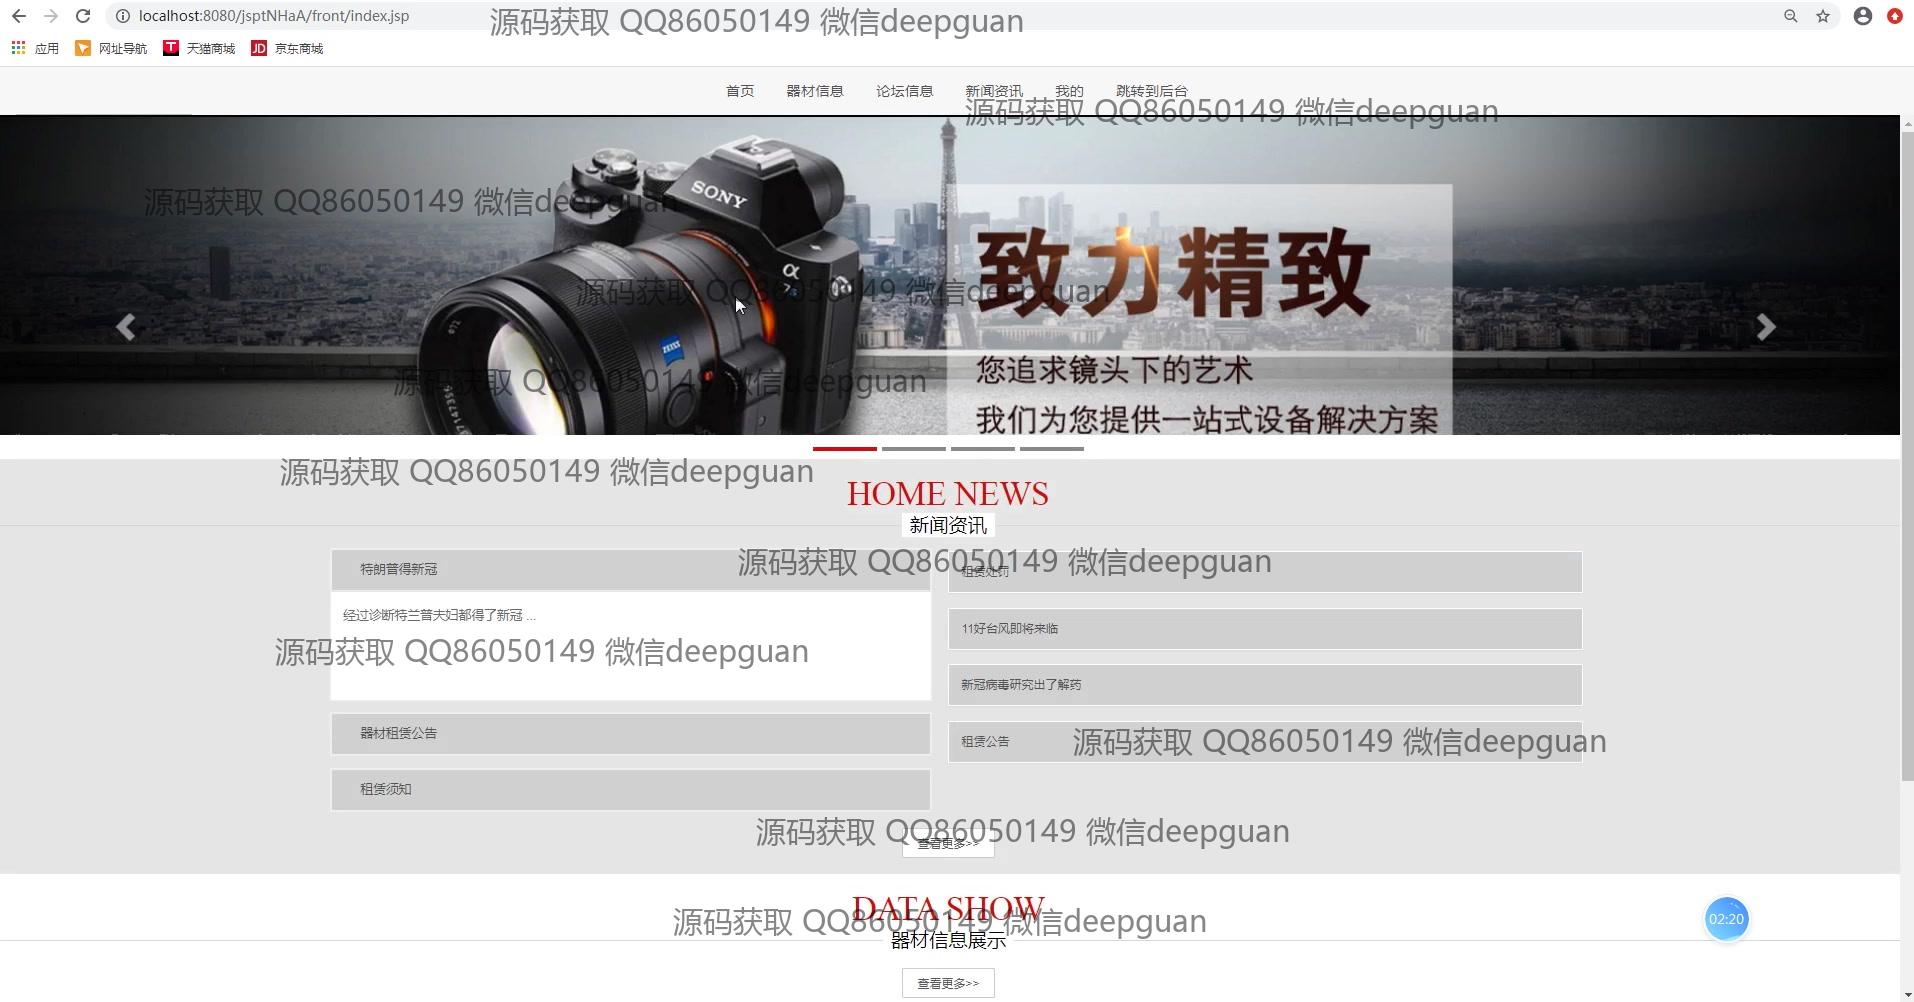 localhost:8080/jsptNHaA/front/index.jsp
源码获取 QQ86050149 微信deepguan
应用 网址导航 天猫商城 JD 京东商城
首页 器材信息 论坛信息 新闻资讯 我的 跳转到后台
源码获取 QQ86050149 微信deepguan
SONY
源码获取 QQ86050149 微信deepguan
α
7s
致力精致
源码获取 QQ86050149 微信deepguan
ZEISS
您追求镜头下的艺术
源码获取 QQ86050149 微信deepguan
我们为您提供一站式设备解决方案
源码获取 QQ86050149 微信deepguan
HOME NEWS
新闻资讯
源码获取 QQ86050149 微信deepguan
特朗普得新冠
租赁处罚
经过诊断特兰普夫妇都得了新冠 ...
11好台风即将来临
源码获取 QQ86050149 微信deepguan
新冠病毒研究出了解药
器材租赁公告
租赁公告
源码获取 QQ86050149 微信deepguan
租赁须知
源码获取 QQ86050149 微信deepguan
查看更多>>
DATA SHOW
源码获取 QQ86050149 微信deepguan
02:20
器材信息展示
查看更多>>